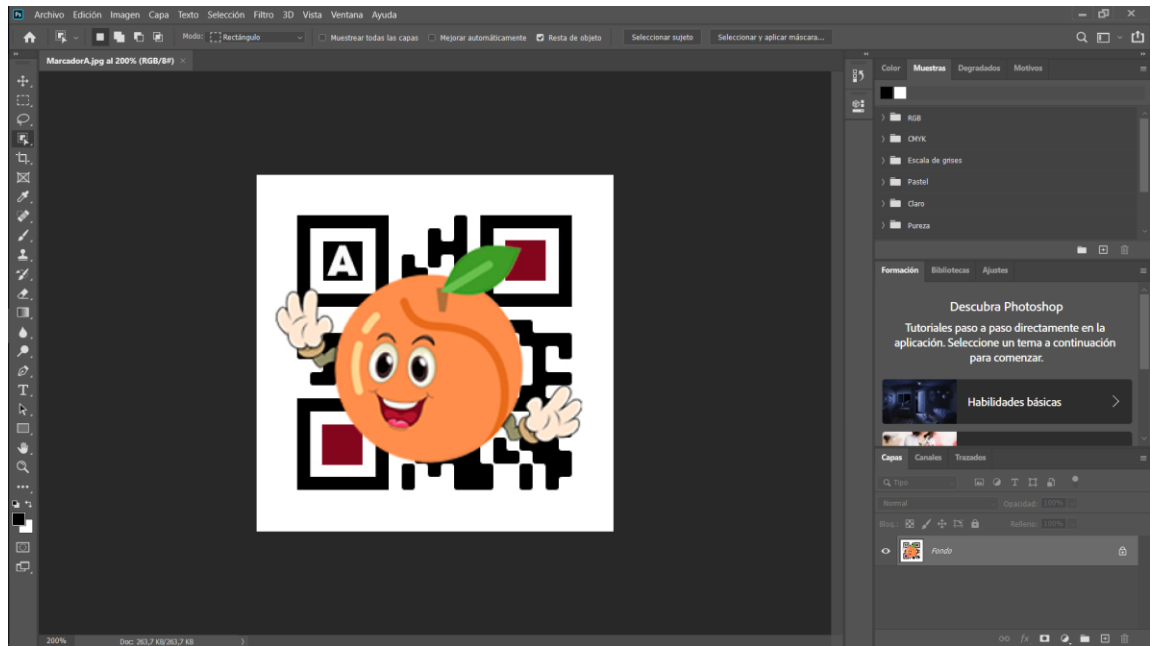 Ps Archivo Edición Imagen Capa Texto Selección Filtro 3D Vista Ventana Ayuda
Modo: Rectángulo Muestrear todas las capas Mejorar automáticamente Resta de objeto Seleccionar sujeto Seleccionar y aplicar máscara...
MarcadorA.jpg al 200% (RGB/8#) ×
Color Muestras Degradados Motivos
RGB
CMYK
Escala de grises
Pastel
Claro
Pureza
A
Formación Bibliotecas Ajustes
Descubra Photoshop
Tutoriales paso a paso directamente en la
aplicación. Seleccione un tema a continuación
para comenzar.
Habilidades básicas
Capas Canales Trazados
Tipo
Normal Opacidad: 100%
Bloq.: Relleno: 100%
Fondo
200% Doc: 263,7 KB/263,7 KB